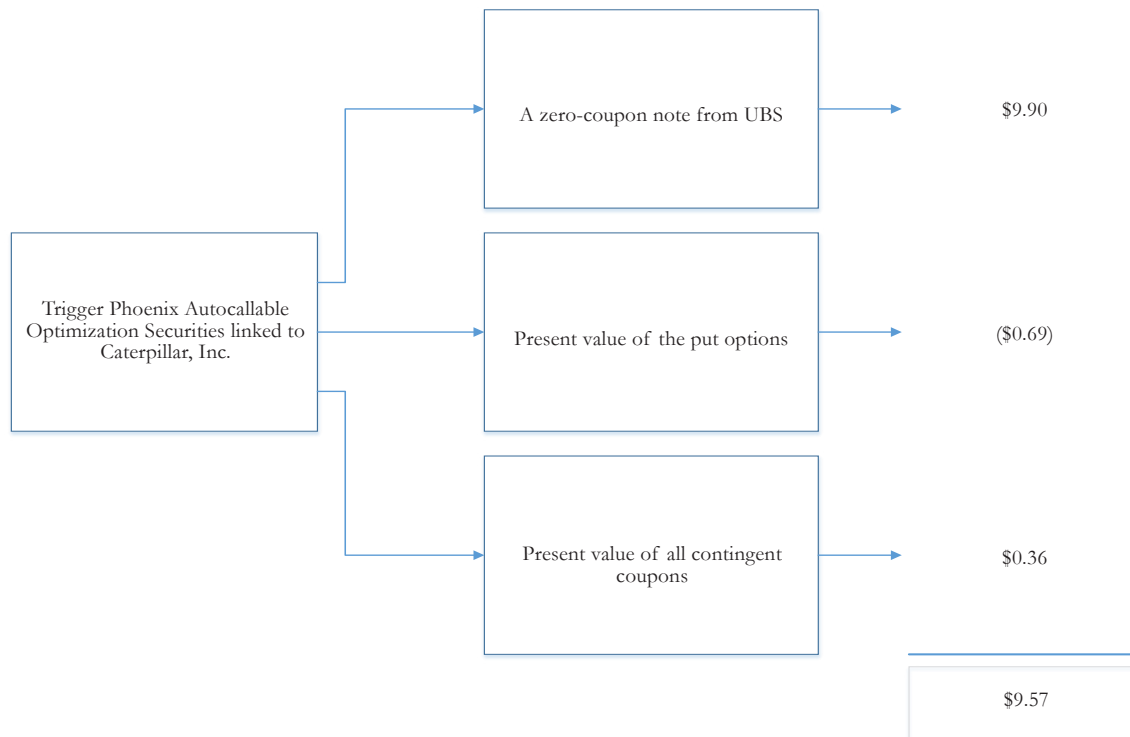 A zero-coupon note from UBS
$9.90
Trigger Phoenix Autocallable
Optimization Securities linked to
Caterpillar, Inc.
Present value of the put options
($0.69)
Present value of all contingent
coupons
$0.36
$9.57